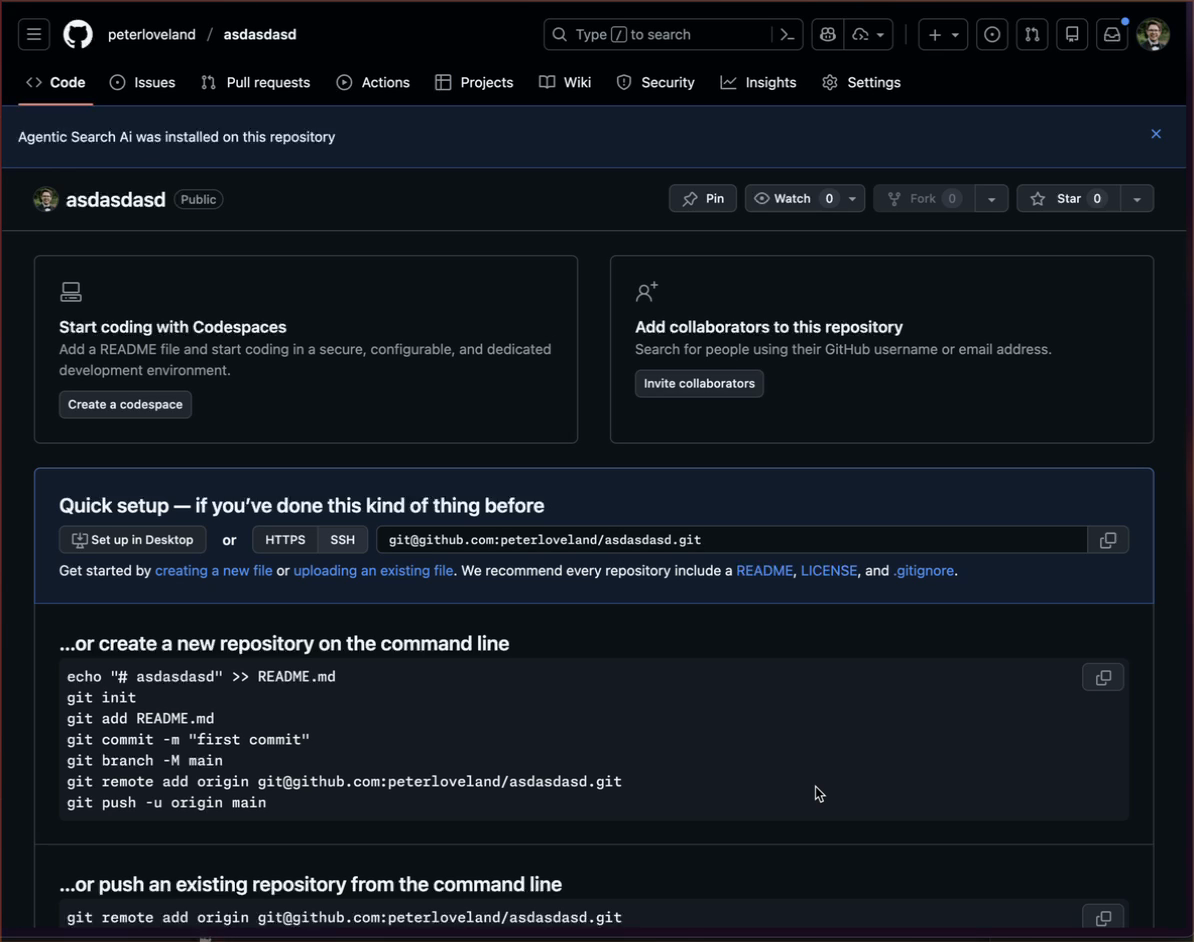 peterloveland / asdasdasd
Type / to search
Code Issues Pull requests Actions Projects Wiki Security Insights Settings
Agentic Search Ai was installed on this repository
asdasdasd Public
Pin Watch 0 Fork 0 Star 0
Start coding with Codespaces
Add a README file and start coding in a secure, configurable, and dedicated
development environment.
Create a codespace
Add collaborators to this repository
Search for people using their GitHub username or email address.
Invite collaborators
Quick setup — if you’ve done this kind of thing before
Set up in Desktop or HTTPS SSH git@github.com:peterloveland/asdasdasd.git
Get started by creating a new file or uploading an existing file. We recommend every repository include a README, LICENSE, and .gitignore.
…or create a new repository on the command line
echo "# asdasdasd" >> README.md
git init
git add README.md
git commit -m "first commit"
git branch -M main
git remote add origin git@github.com:peterloveland/asdasdasd.git
git push -u origin main
…or push an existing repository from the command line
git remote add origin git@github.com:peterloveland/asdasdasd.git